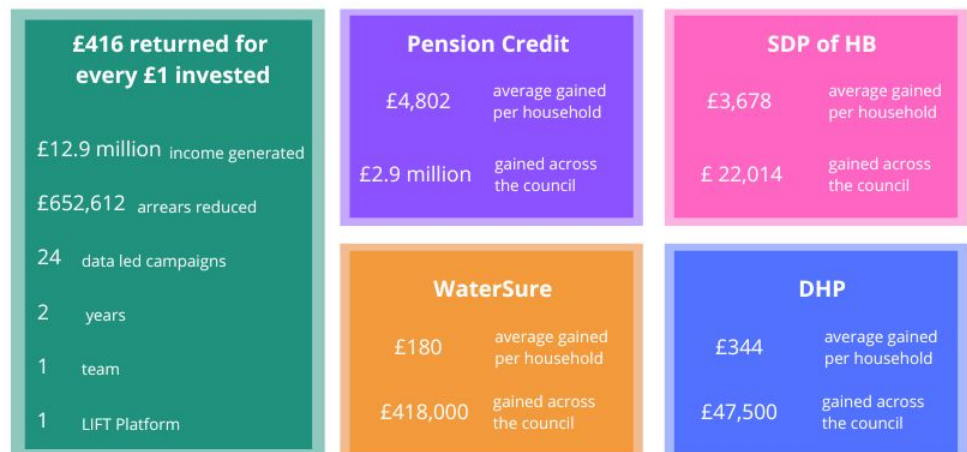 £416 returned for
every £1 invested
£12.9 million income generated
£652,612 arrears reduced
24 data led campaigns
2 years
1 team
1 LIFT Platform
Pension Credit
£4,802 average gained
per household
£2.9 million gained across
the council
SDP of HB
£3,678 average gained
per household
£ 22,014 gained across
the council
WaterSure
£180 average gained
per household
£418,000 gained across
the council
DHP
£344 average gained
per household
£47,500 gained across
the council